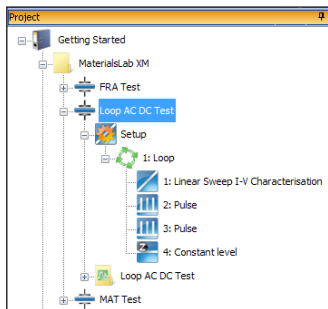 Project
Getting Started
MaterialsLab XM
FRA Test
Loop AC DC Test
Setup
1: Loop
1: Linear Sweep I-V Characterisation
2: Pulse
3: Pulse
4: Constant level
Loop AC DC Test
MAT Test